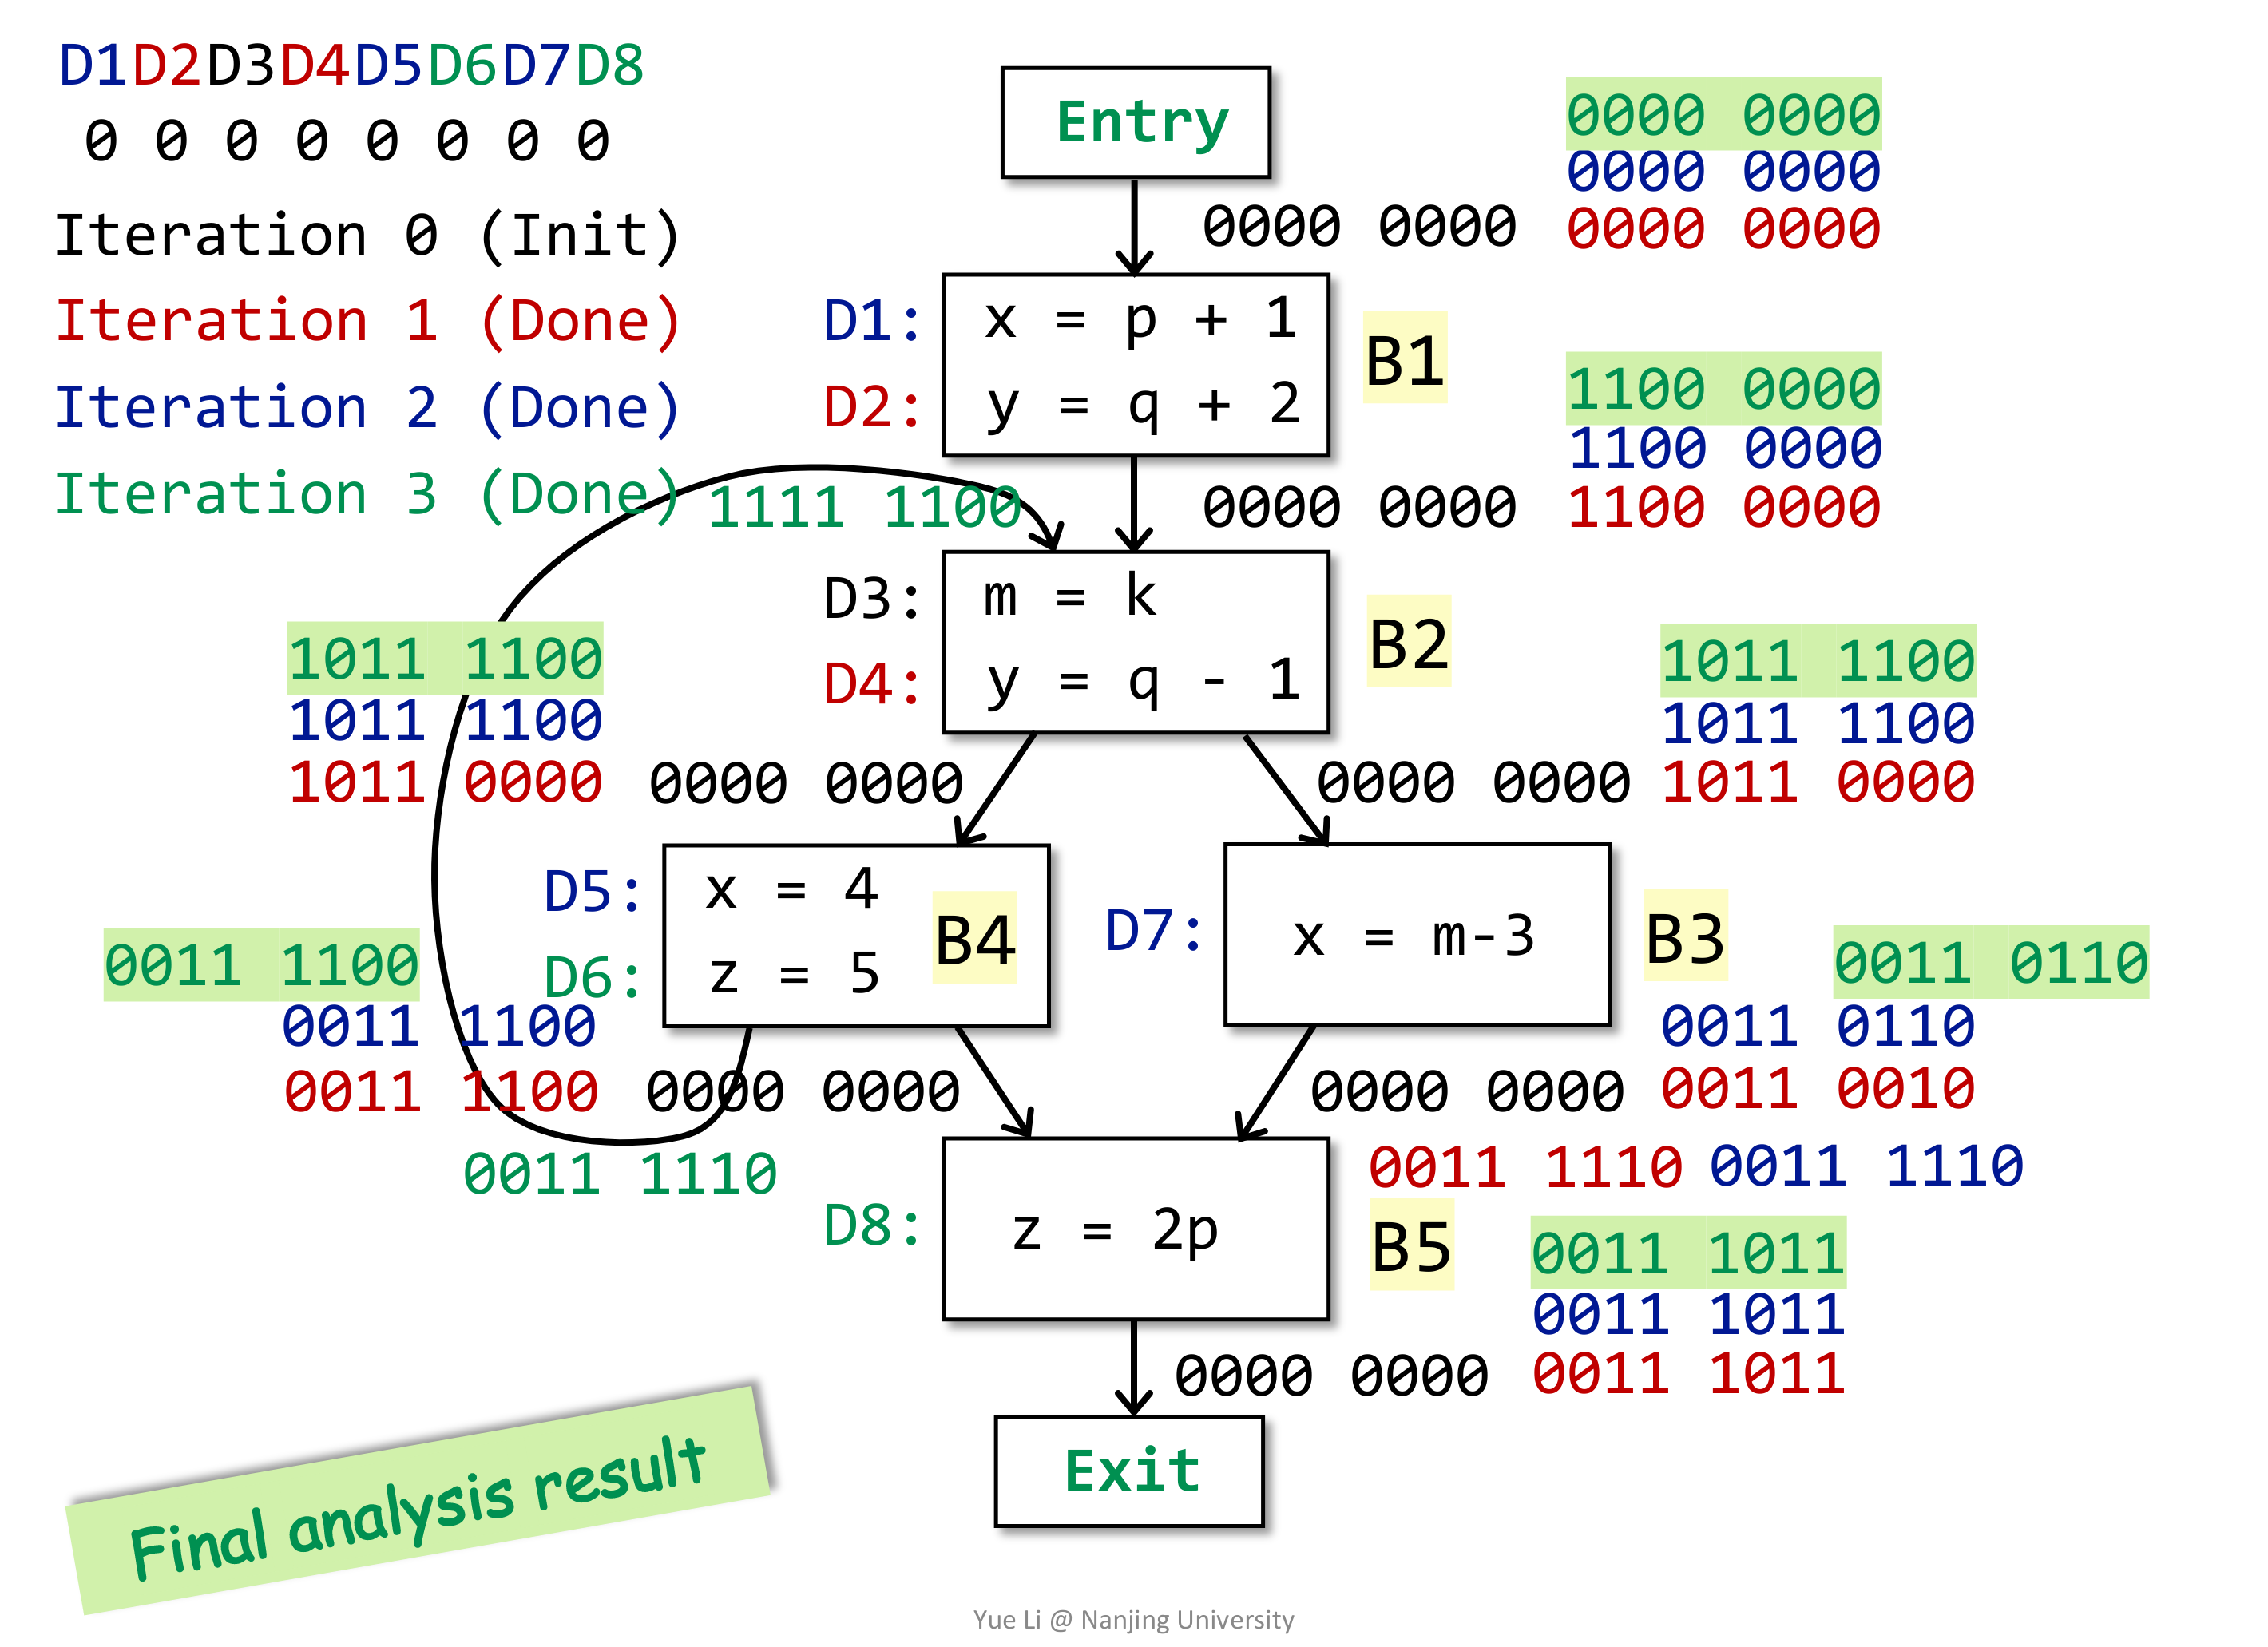 D1D2D3D4D5D6D7D8
0 0 0 0 0 0 0 0
Iteration 0 (Init)
Iteration 1 (Done)
Iteration 2 (Done)
Iteration 3 (Done)
Entry
0000 0000
0000 0000
0000 0000
0000 0000
D1: x = p + 1
D2: y = q + 2
B1
1100 0000
1100 0000
0000 0000 1100 0000
1111 1100
D3: m = k
D4: y = q - 1
B2
1011 1100
1011 1100
1011 0000 0000 0000
1011 1100
1011 1100
0000 0000 1011 0000
D5: x = 4
D6: z = 5
B4
D7: x = m-3
B3
0011 1100
0011 1100
0011 1100 0000 0000
0011 0110
0011 0110
0000 0000 0011 0010
0011 1110
0011 1110 0011 1110
D8: z = 2p
B5
0011 1011
0011 1011
0000 0000 0011 1011
Exit
Final analysis result
Yue Li @ Nanjing University